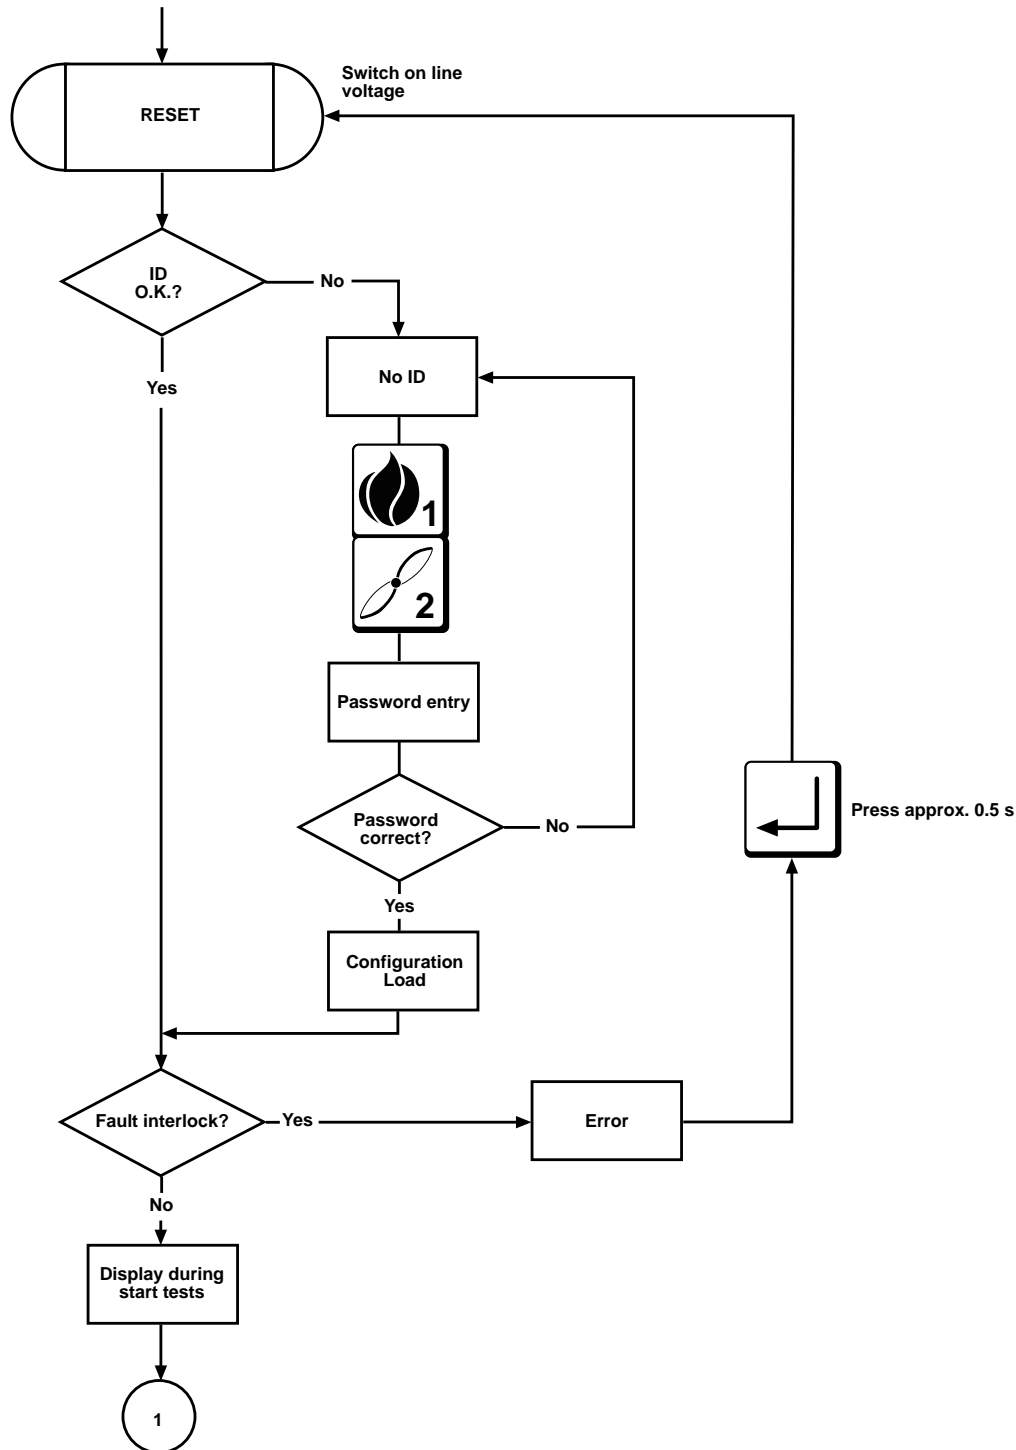 Switch on line
voltage
RESET
ID
O.K.?
No
No ID
Yes
1
2
Password entry
Password
correct?
No
Press approx. 0.5 s
Yes
Configuration
Load
Fault interlock?
Yes
Error
No
Display during
start tests
1